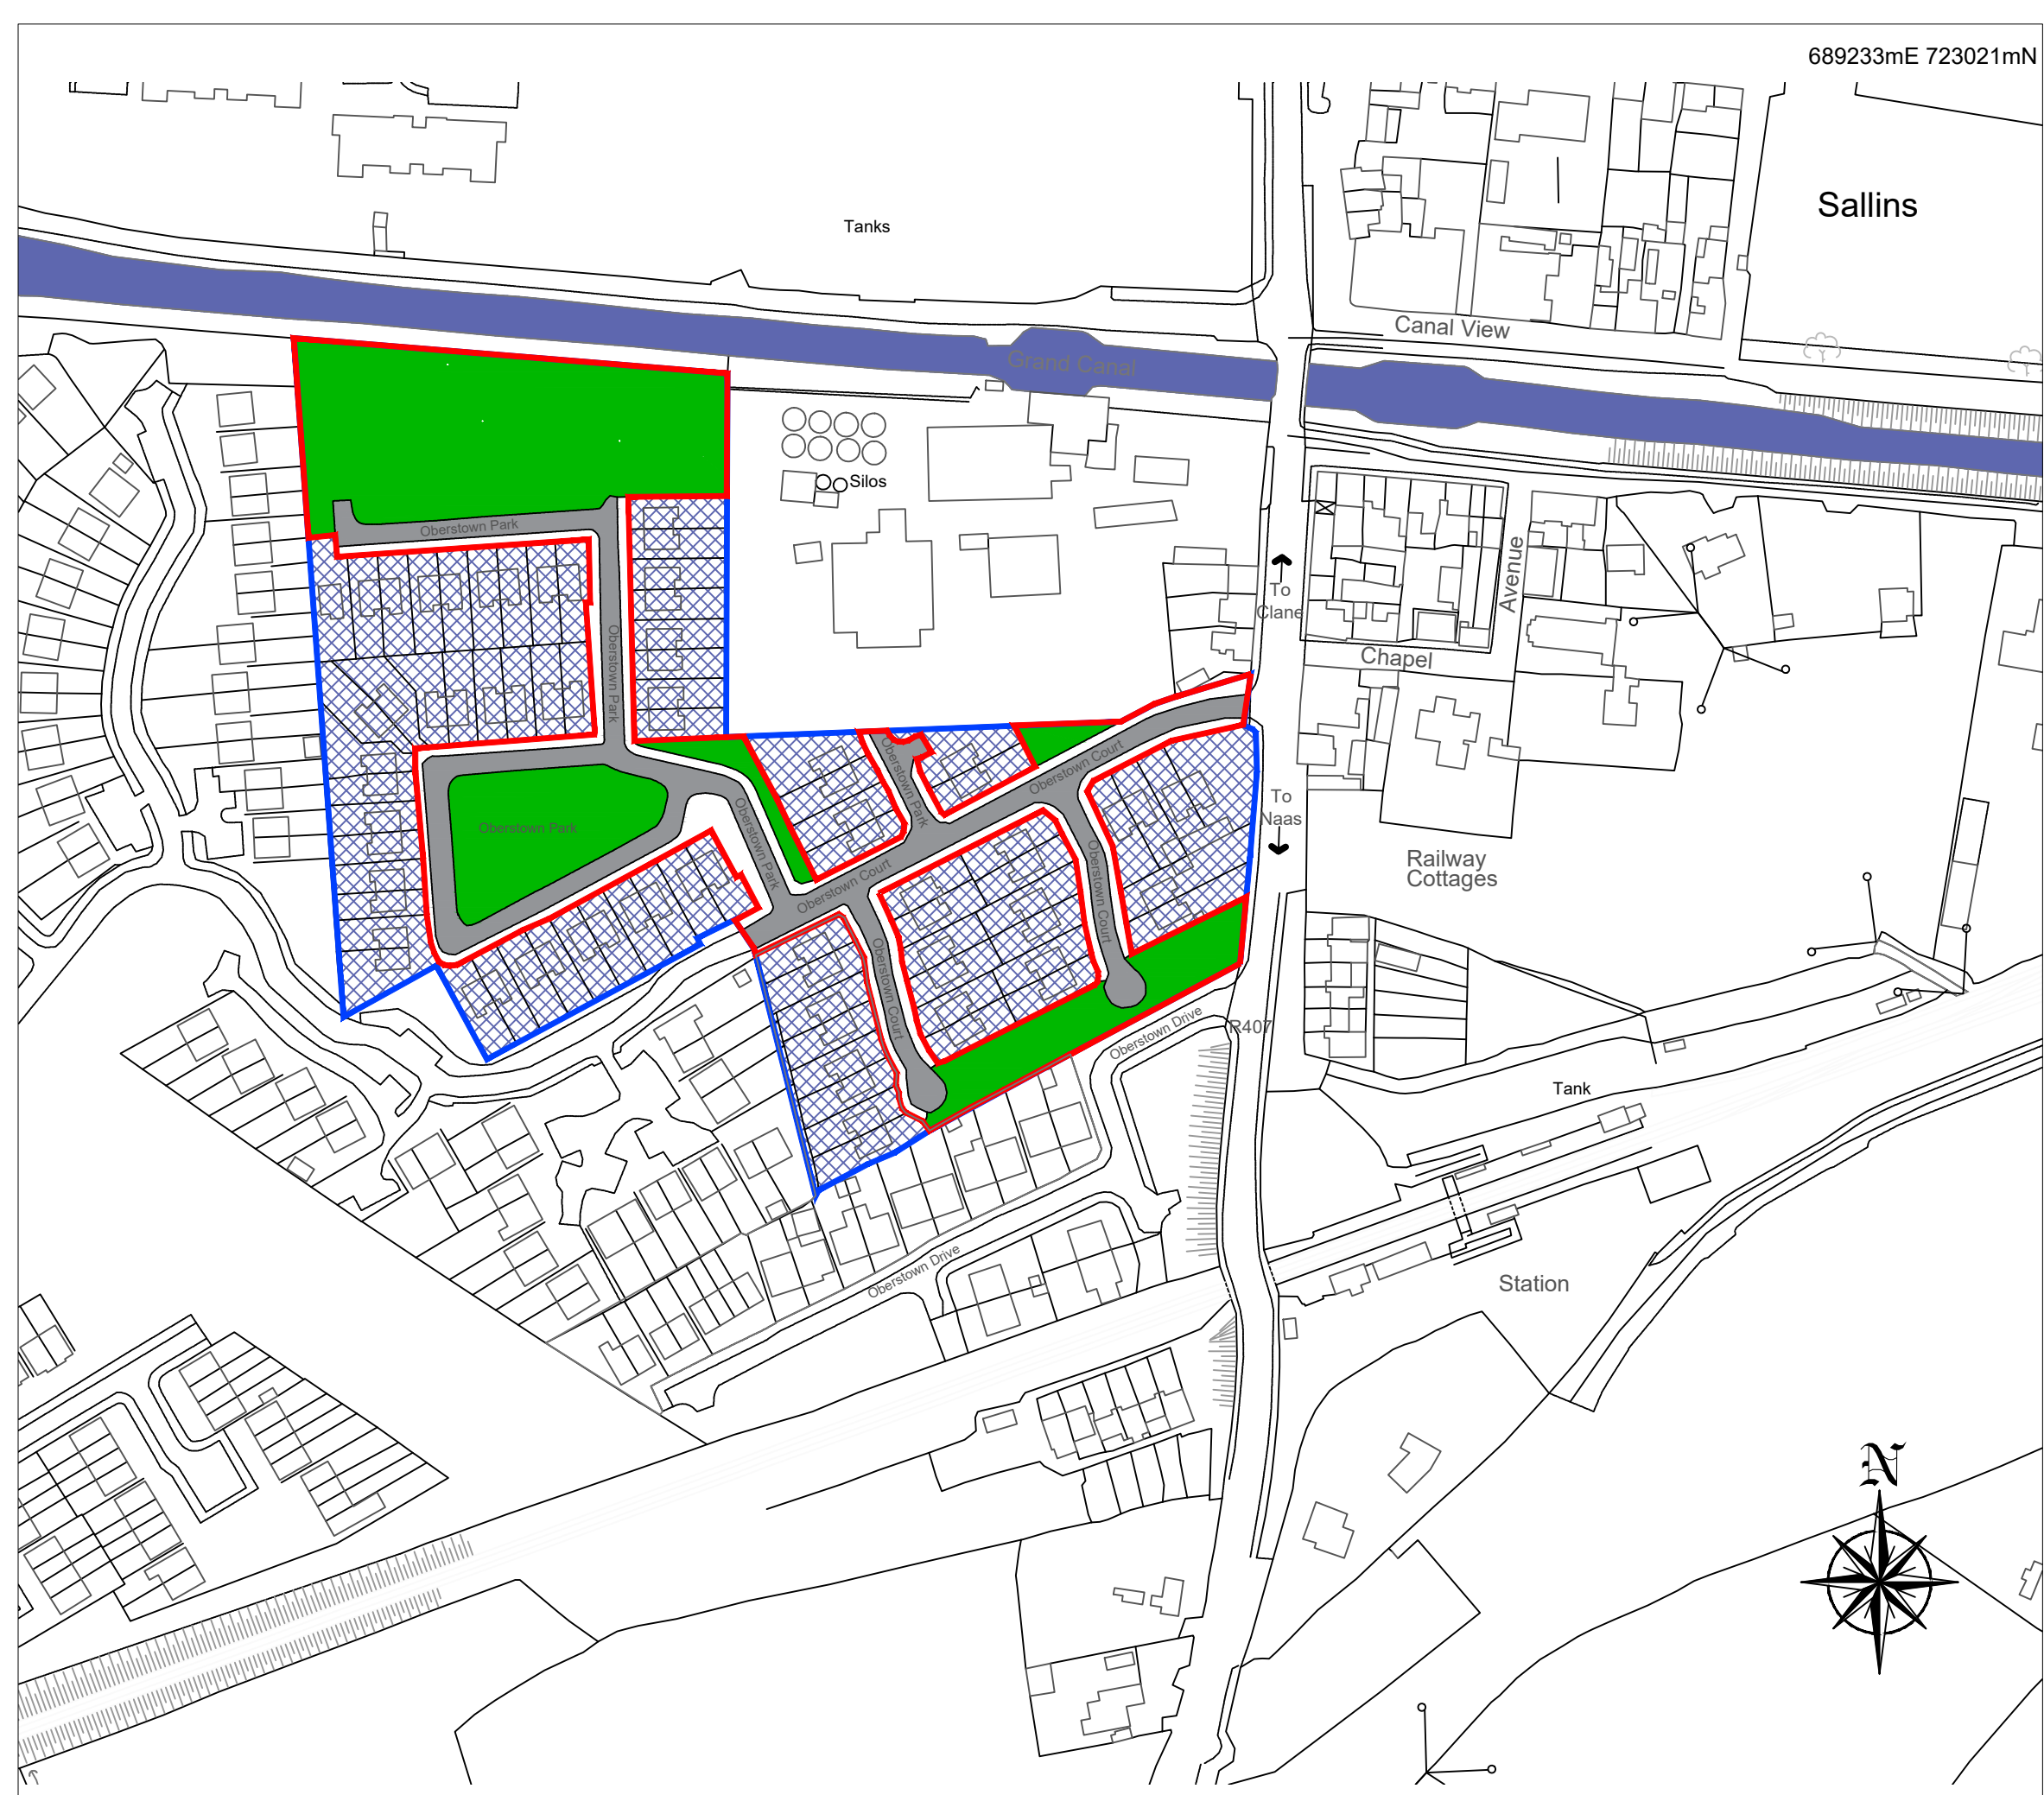 689233mE 723021mN
Sallins
Tanks
Canal View
Grand Canal
Silos
Oberstown Park
Avenue
To
Clane
Oberstown Park
Chapel
Oberstown Park
Oberstown Court
Oberstown Park
Oberstown Park
To
Naas
Oberstown Court
Railway
Cottages
Oberstown Court
Oberstown Court
R407
Oberstown Drive
Tank
Oberstown Drive
Station
N